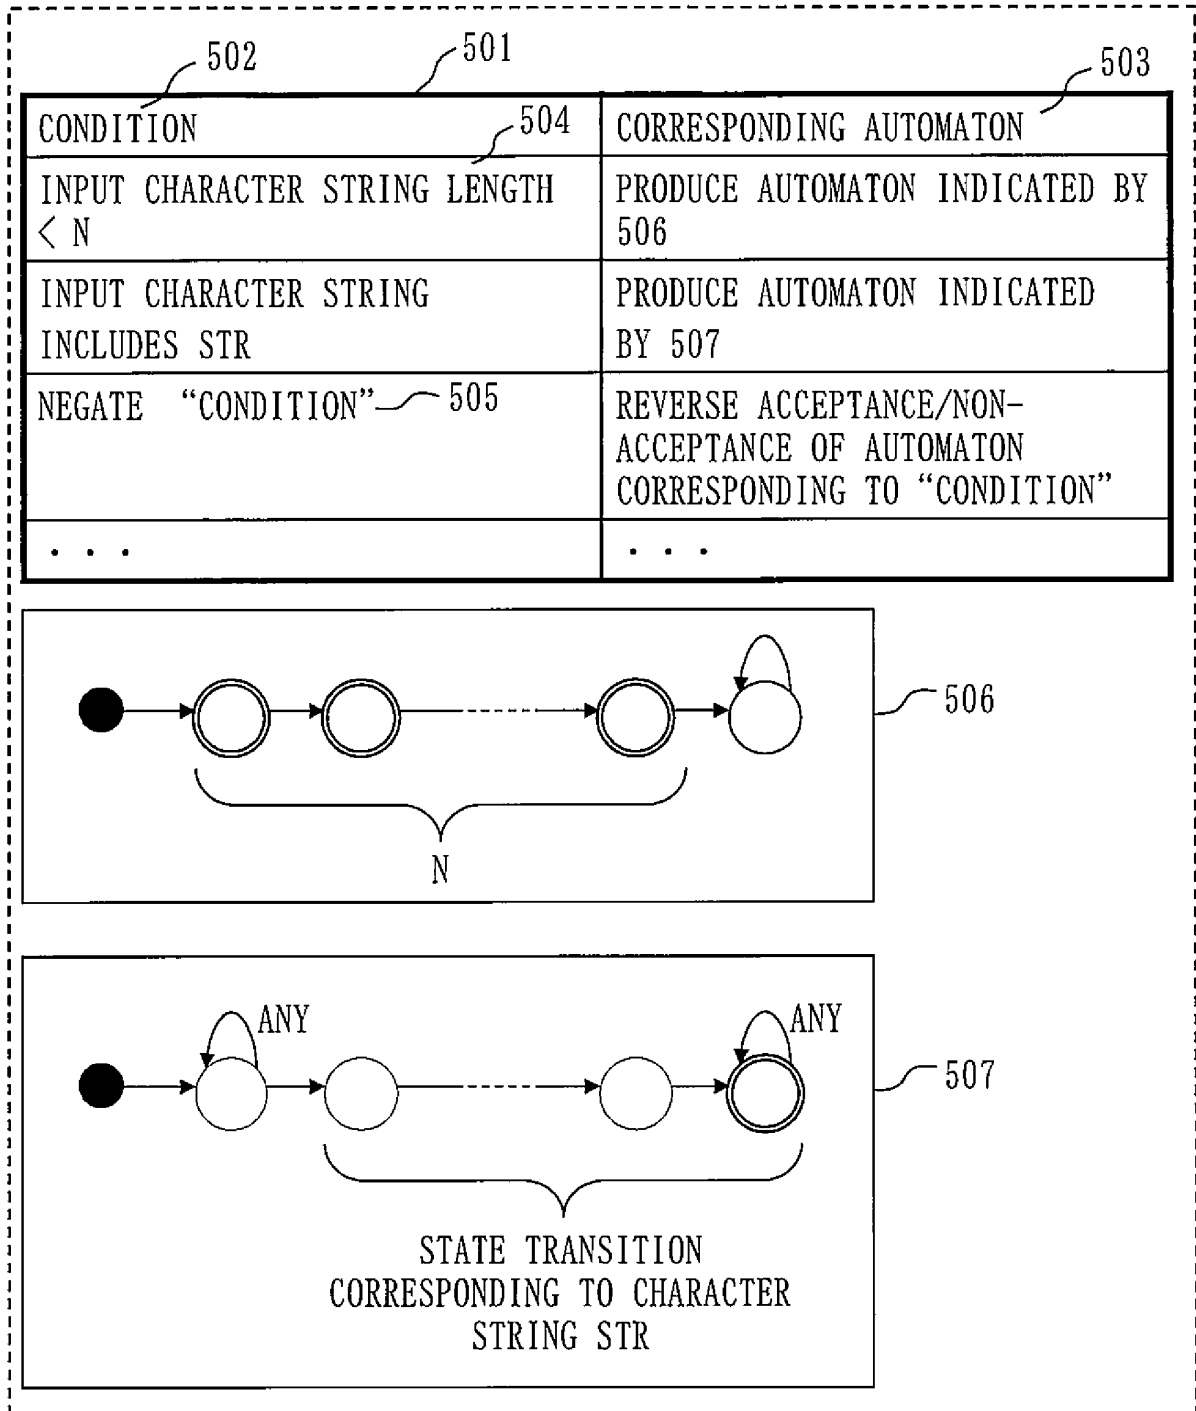 502
501
503
CONDITION
504
CORRESPONDING AUTOMATON
INPUT CHARACTER STRING LENGTH
< N
PRODUCE AUTOMATON INDICATED BY
506
INPUT CHARACTER STRING
INCLUDES STR
PRODUCE AUTOMATON INDICATED
BY 507
NEGATE “CONDITION”
505
REVERSE ACCEPTANCE/NON-
ACCEPTANCE OF AUTOMATON
CORRESPONDING TO “CONDITION”
. . .
. . .
506
N
ANY
ANY
507
STATE TRANSITION
CORRESPONDING TO CHARACTER
STRING STR